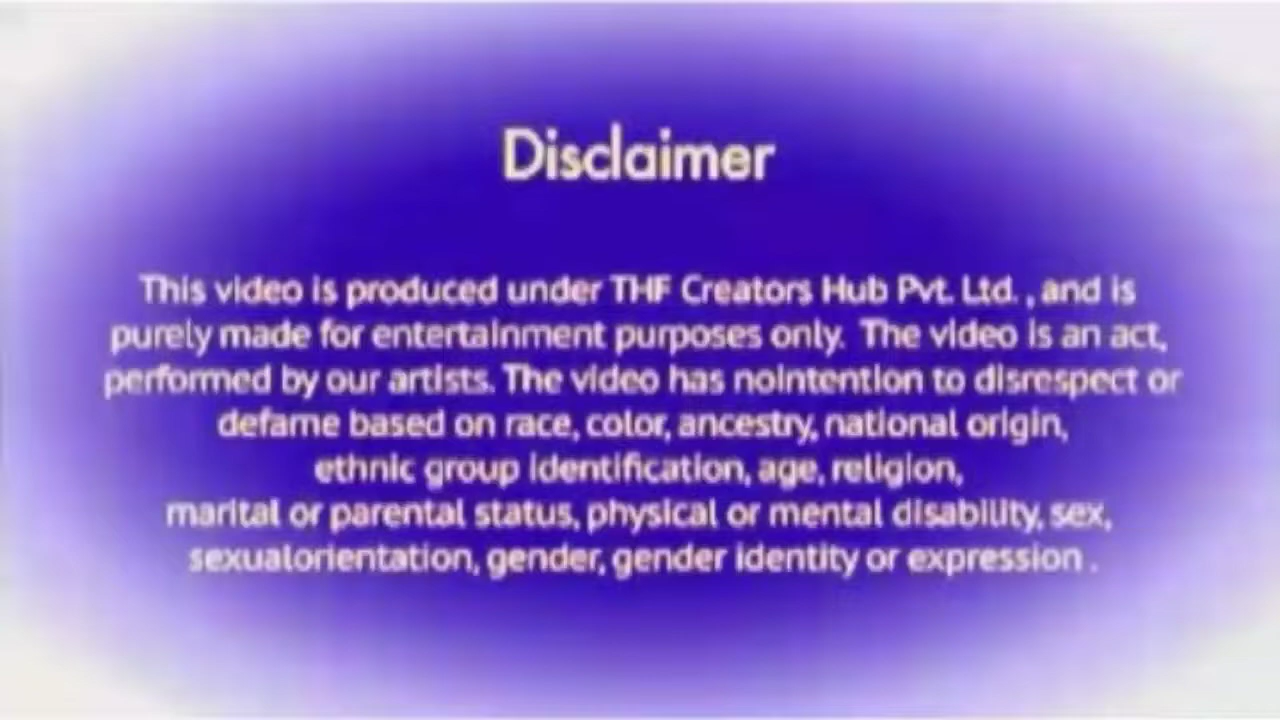 Disclaimer
This video is produced under THF Creators Hub Pvt. Ltd. , and is
purely made for entertainment purposes only. The video is an act,
performed by our artists. The video has nointention to disrespect or
defame based on race, color, ancestry, national origin,
ethnic group identification, age, religion,
marital or parental status, physical or mental disability, sex,
sexualorientation, gender, gender identity or expression .